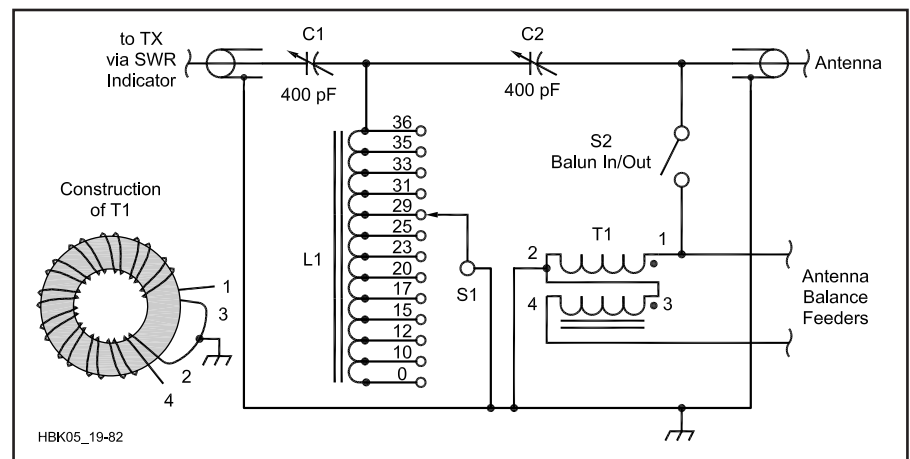 to TX
via SWR
Indicator
C1
400 pF
C2
400 pF
Antenna
S2
Balun In/Out
36
35
33
31
29
25
23
20
17
15
12
10
0
L1
S1
T1
1
2
3
4
Antenna
Balance
Feeders
Construction
of T1
1
3
2
4
HBK05_19-82